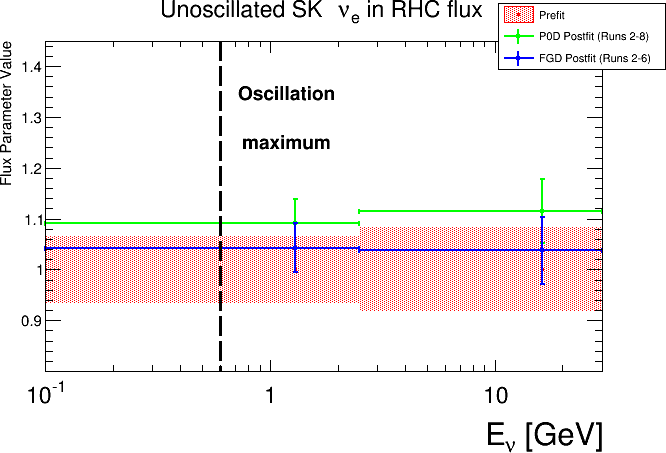 Unoscillated SK ν_e in RHC flux
Prefit
P0D Postfit (Runs 2-8)
FGD Postfit (Runs 2-6)
Flux Parameter Value
1.4
1.3
1.2
1.1
1
0.9
Oscillation
maximum
10^-1 1 10
E_ν [GeV]